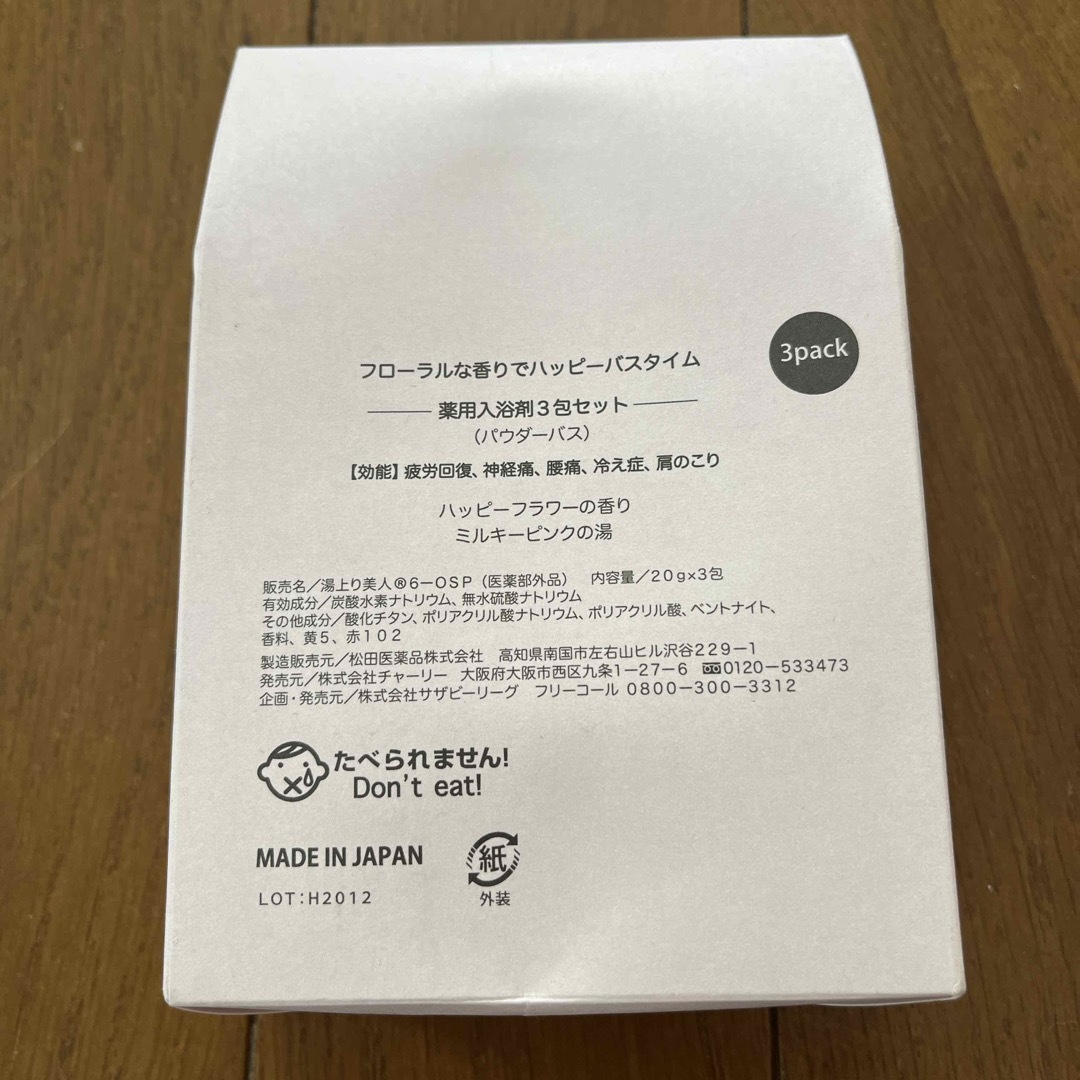 3pack
フローラルな香りでハッピーバスタイム
薬用入浴剤3包セット
(パウダーバス)
【効能】疲労回復、神経痛、腰痛、冷え症、肩のこり
ハッピーフラワーの香り
ミルキーピンクの湯
販売名/湯上り美人®6-OSP(医薬部外品) 内容量/20g×3包
有効成分/炭酸水素ナトリウム、無水硫酸ナトリウム
その他成分/酸化チタン、ポリアクリル酸ナトリウム、ポリアクリル酸、ベントナイト、
香料、黄5、赤102
製造販売元/松田医薬品株式会社 高知県南国市左右山ヒル沢谷229-1
発売元/株式会社チャーリー 大阪府大阪市西区九条1-27-6 0120-533473
企画・発売元/株式会社サザビーリーグ フリーコール 0800-300-3312
たべられません!
Don't eat!
MADE IN JAPAN
紙
LOT:H2012
外装